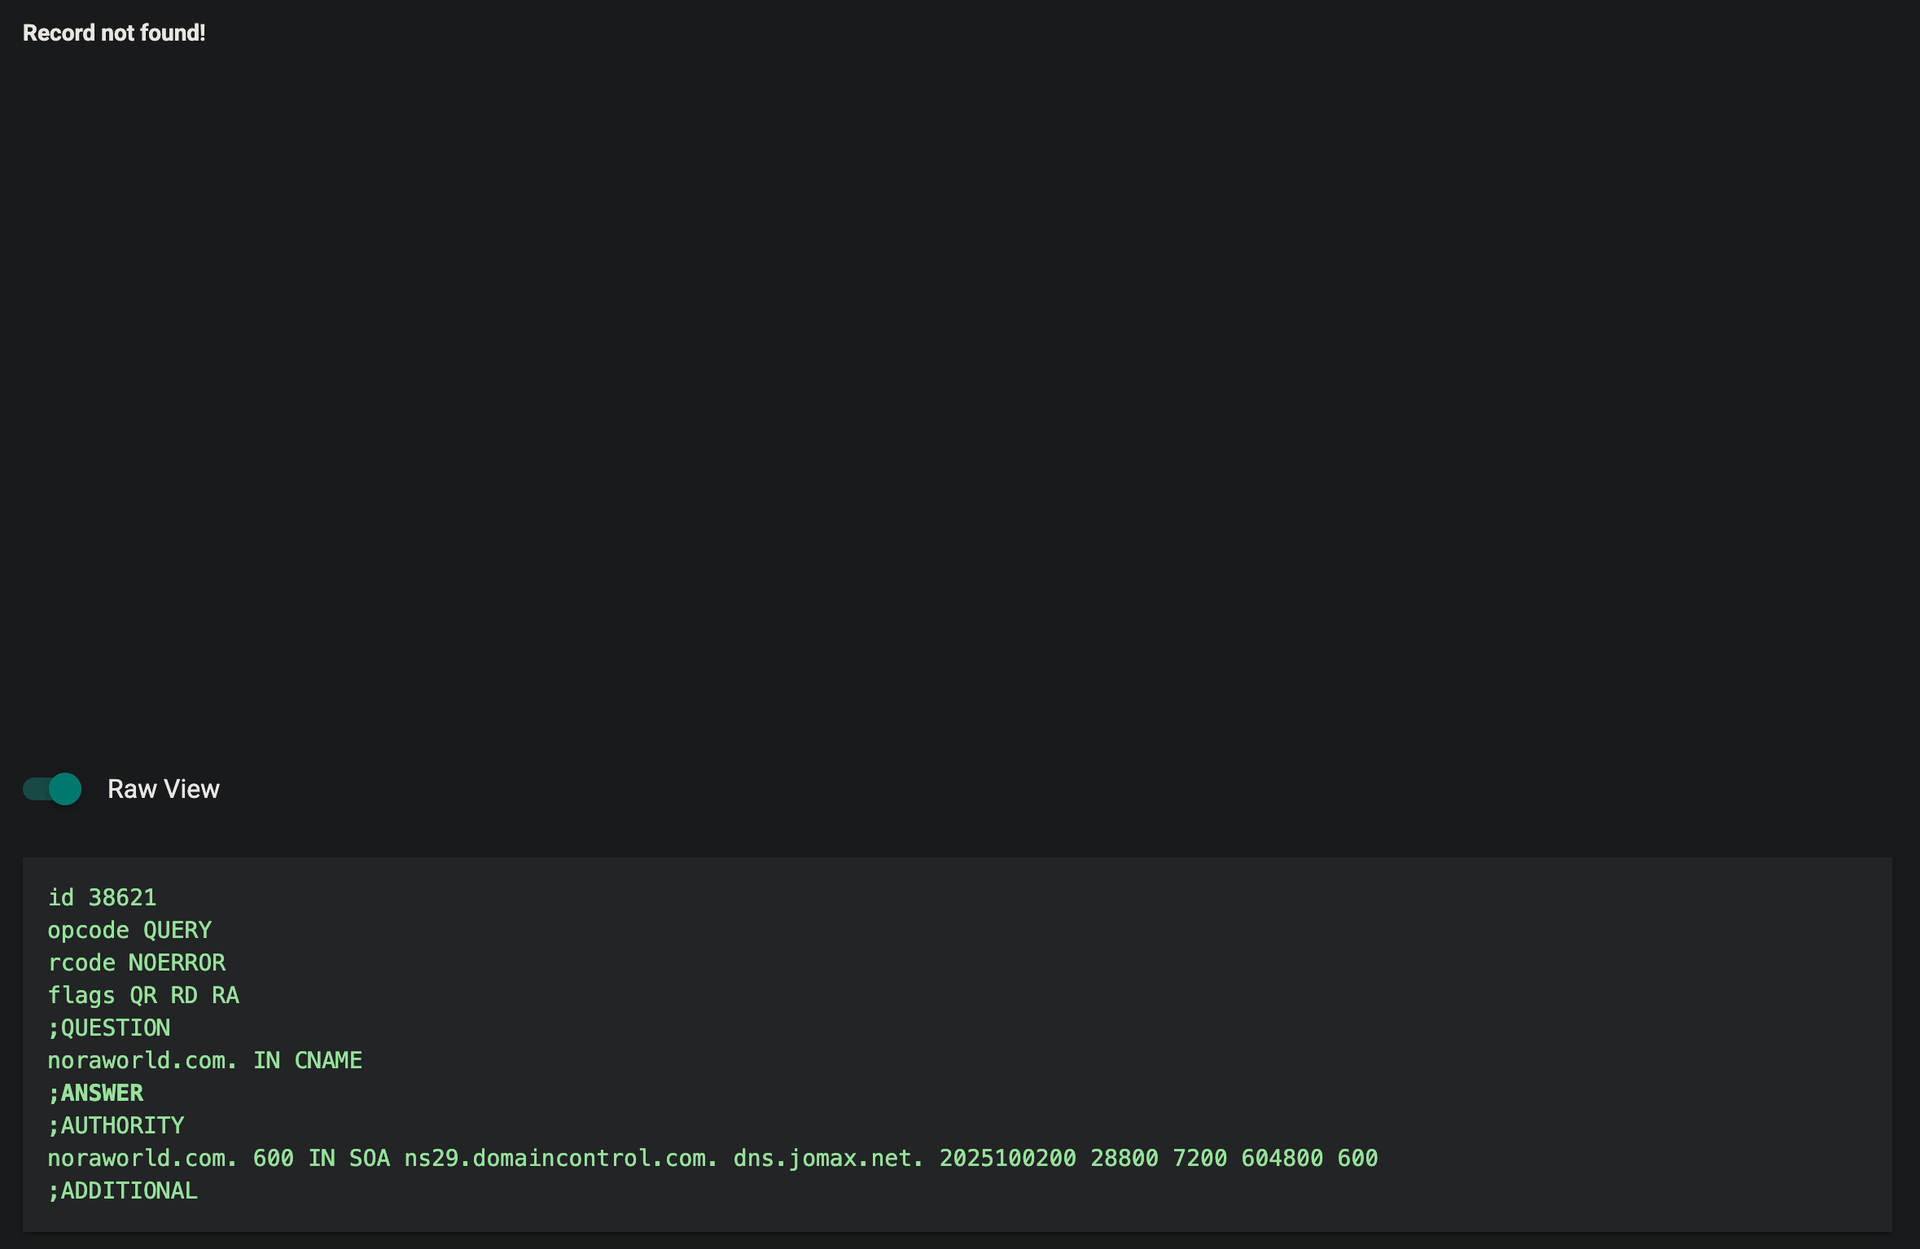 Record not found!
Raw View
id 38621
opcode QUERY
rcode NOERROR
flags QR RD RA
;QUESTION
noraworld.com. IN CNAME
;ANSWER
;AUTHORITY
noraworld.com. 600 IN SOA ns29.domaincontrol.com. dns.jomax.net. 2025100200 28800 7200 604800 600
;ADDITIONAL